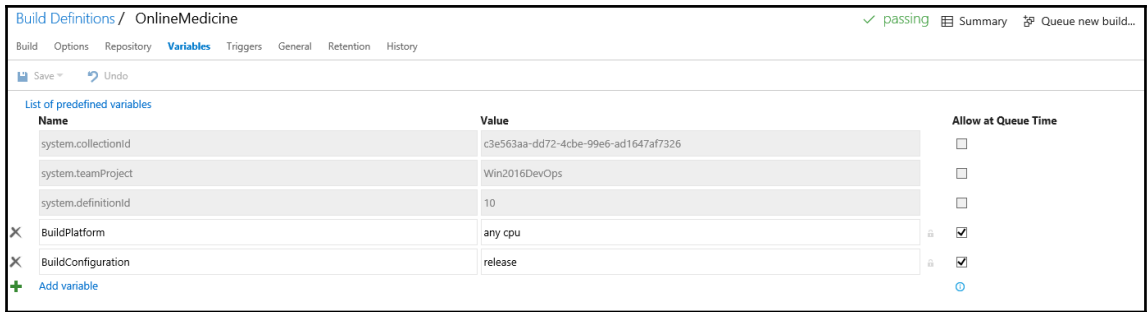 Build Definitions / OnlineMedicine passing Summary Queue new build...
Build Options Repository Variables Triggers General Retention History
Save Undo
List of predefined variables
Name Value Allow at Queue Time
system.collectionId c3e563aa-dd72-4cbe-99e6-ad1647af7326
system.teamProject Win2016DevOps
system.definitionId 10
BuildPlatform any cpu
BuildConfiguration release
Add variable